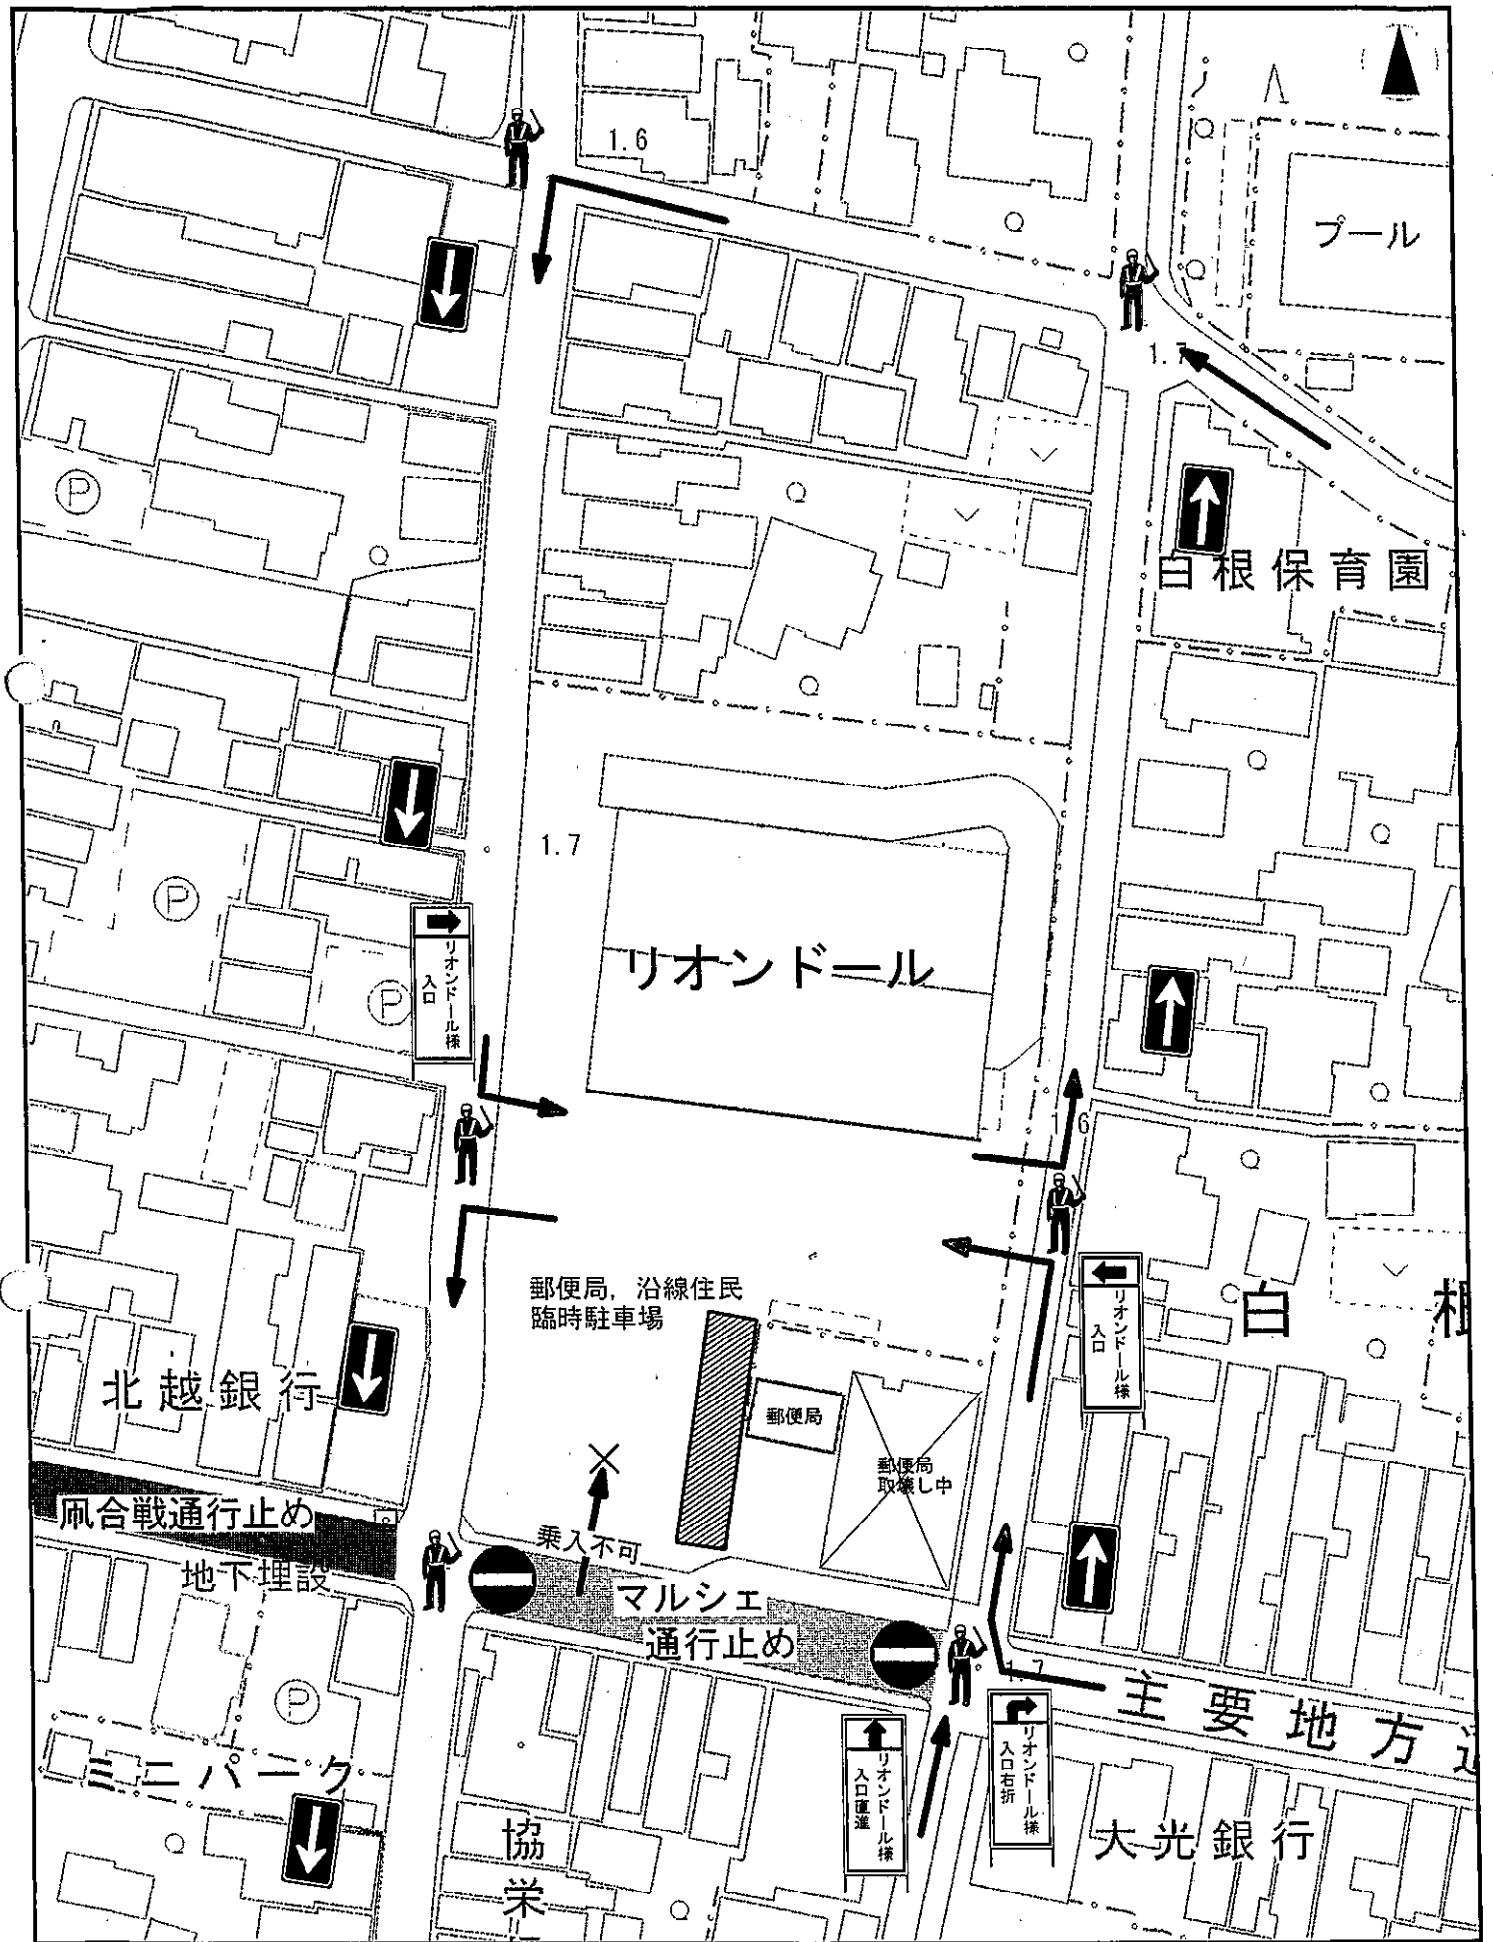 1.6
プール
1.7
白根保育園
P
1.7
P
リオンドール
リオンドール様
入口
P
1.6
郵便局，沿線住民
臨時駐車場
リオンドール様
入口
白根
北越銀行
郵便局
郵便局
取壊し中
凧合戦通行止め
乗入不可
地下埋設
マルシェ
通行止め
1.7
主要地方道
P
リオンドール様
入口直進
リオンドール様
入口右折
ミニパーク
大光銀行
協
栄